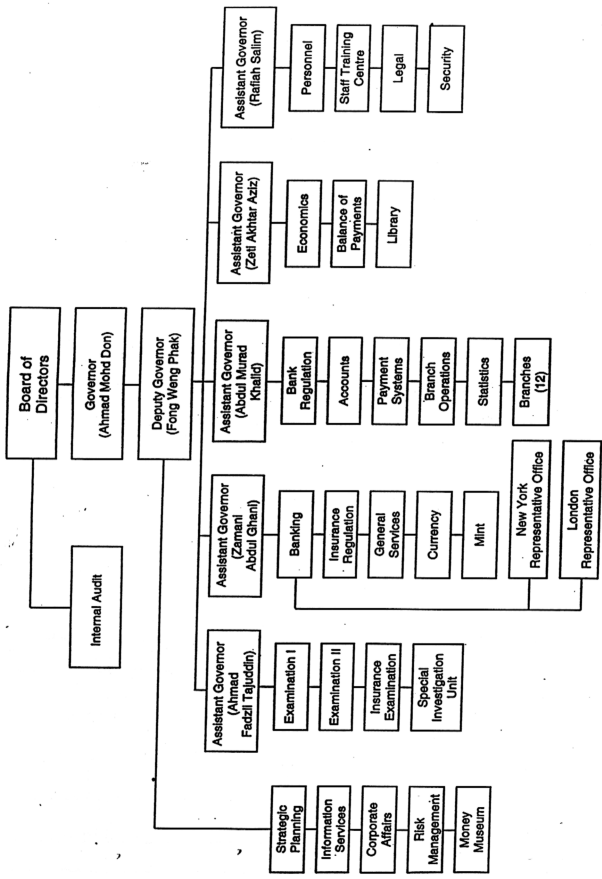 Board of
Directors
Internal Audit
Governor
(Ahmad Mohd Don)
Deputy Governor
(Fong Weng Phak)
Strategic
Planning
Information
Services
Corporate
Affairs
Risk
Management
Money
Museum
Assistant Governor
(Ahmad
Fadzil Tajuddin).
Examination I
Examination II
Insurance
Examination
Special
Investigation
Unit
Assistant Governor
(Zamani
Abdul Ghani)
Banking
Insurance
Regulation
General
Services
Currency
Mint
New York
Representative Office
London
Representative Office
Assistant Governor
(Abdul Murad
Khalid)
Bank
Regulation
Accounts
Payment
Systems
Branch
Operations
Statistics
Branches
(12)
Assistant Governor
(Zeti Akhtar Aziz)
Economics
Balance of
Payments
Library
Assistant Governor
(Rafiah Salim)
Personnel
Staff Training
Centre
Legal
Security